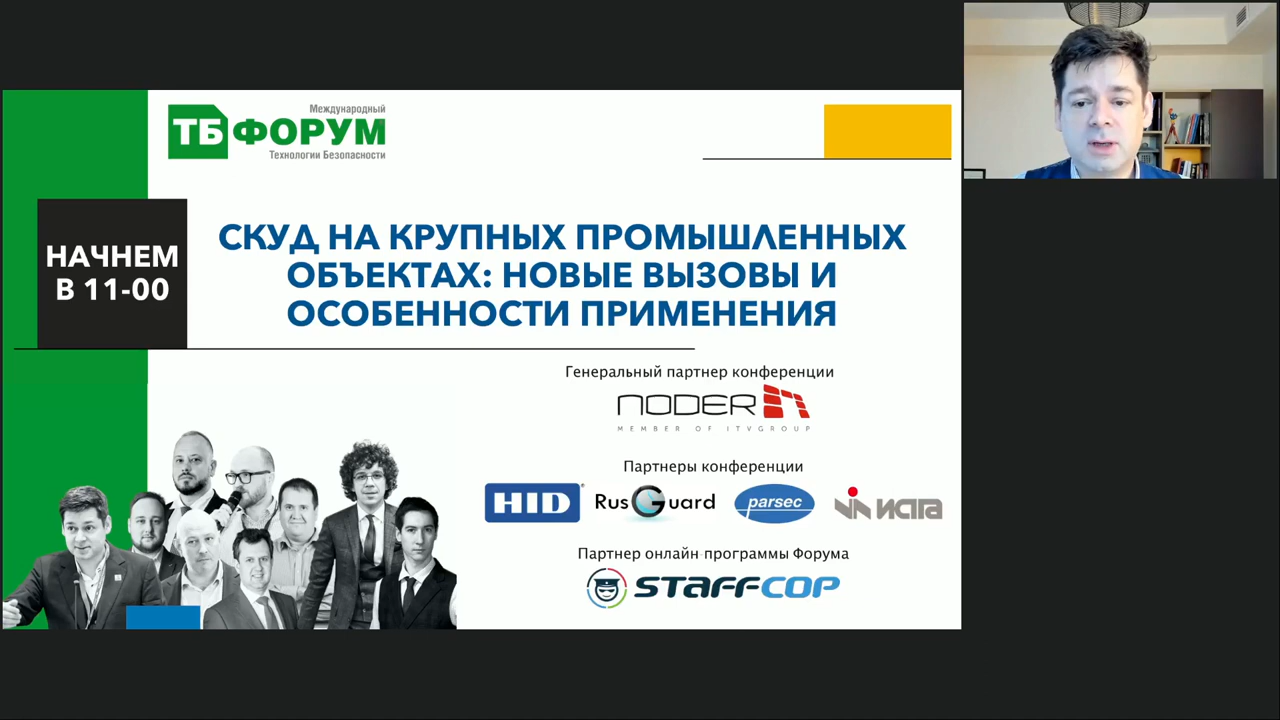 Международный
ТБ ФОРУМ
Технологии Безопасности
НАЧНЕМ
В 11-00
СКУД НА КРУПНЫХ ПРОМЫШЛЕННЫХ
ОБЪЕКТАХ: НОВЫЕ ВЫЗОВЫ И
ОСОБЕННОСТИ ПРИМЕНЕНИЯ
Генеральный партнер конференции
NODER
MEMBER OF ITVGROUP
Партнеры конференции
HID RusGuard parsec ИСТА
Партнер онлайн-программы Форума
STAFFCOP